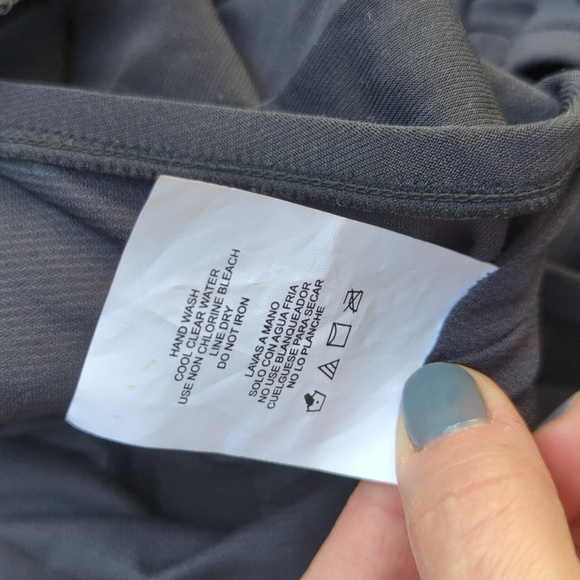 HAND WASH
COOL CLEAR WATER
USE NON CHLORINE BLEACH
LINE DRY
DO NOT IRON
LAVAS A MANO
SOLO CON AGUA FRIA
NO USE BLANQUEADOR
CUELGUESE PARA SECAR
NO LO PLANCHE